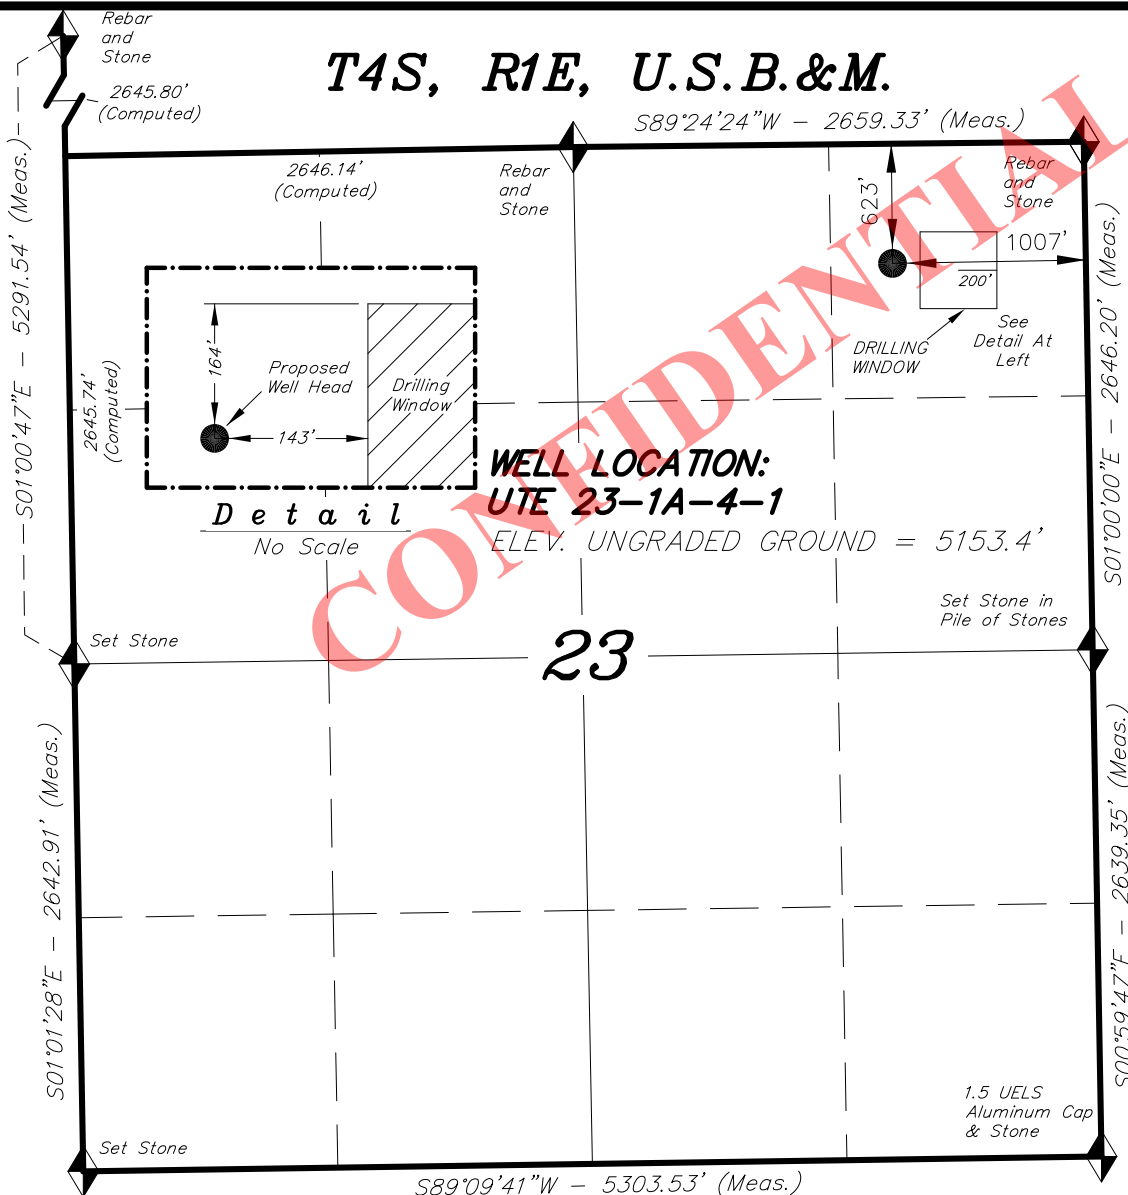 Rebar
and
Stone
T4S, R1E, U.S.B.&M.
2645.80'
(Computed)
S89°24'24"W - 2659.33' (Meas.)
2646.14'
(Computed)
Rebar
and
Stone
Rebar
and
Stone
623'
1007'
200'
See
Detail At
Left
DRILLING
WINDOW
S01°00'47"E - 5291.54' (Meas.)
2645.74'
(Computed)
164'
Proposed
Well Head
Drilling
Window
143'
Detail
No Scale
WELL LOCATION:
UTE 23-1A-4-1
ELEV. UNGRADED GROUND = 5153.4'
S01°00'00"E - 2646.20' (Meas.)
CONFIDENTIAL
Set Stone in
Pile of Stones
Set Stone
23
S01°01'28"E - 2642.91' (Meas.)
S00°59'47"E - 2639.35' (Meas.)
1.5 UELS
Aluminum Cap
& Stone
Set Stone
S89°09'41"W - 5303.53' (Meas.)